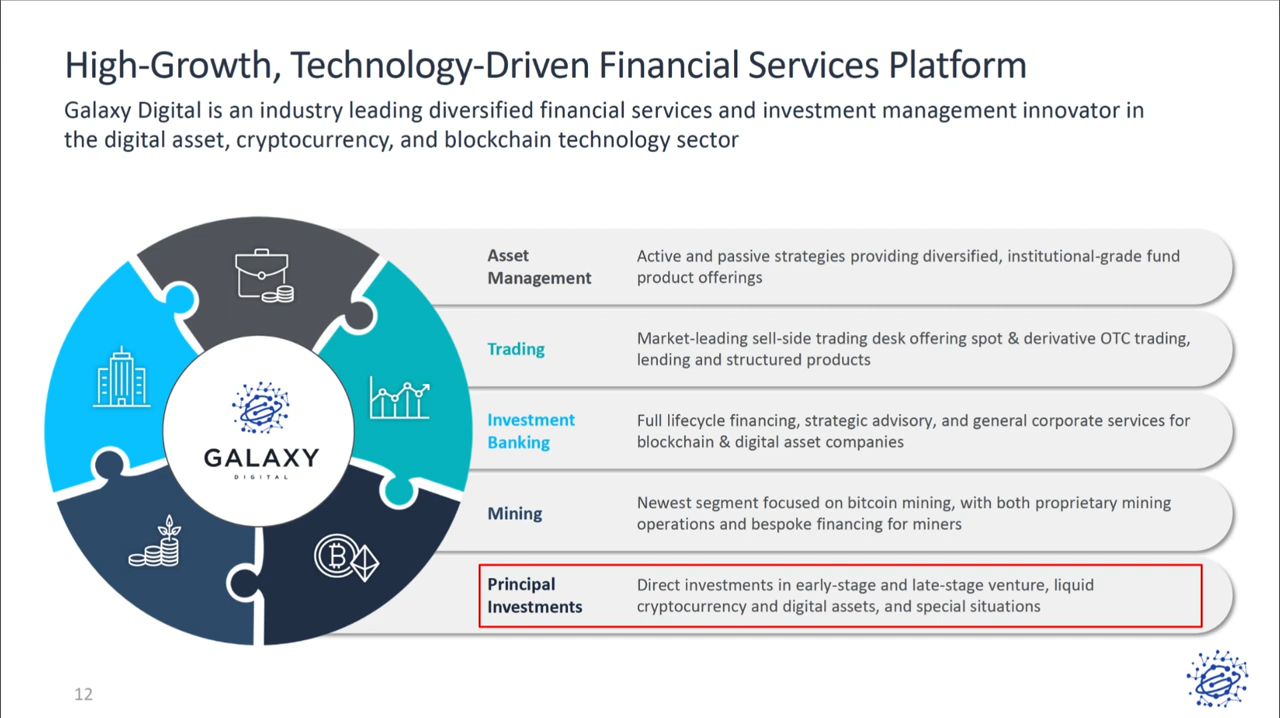 High-Growth, Technology-Driven Financial Services Platform
Galaxy Digital is an industry leading diversified financial services and investment management innovator in
the digital asset, cryptocurrency, and blockchain technology sector
GALAXY
DIGITAL
Asset
Management
Active and passive strategies providing diversified, institutional-grade fund
product offerings
Trading
Market-leading sell-side trading desk offering spot & derivative OTC trading,
lending and structured products
Investment
Banking
Full lifecycle financing, strategic advisory, and general corporate services for
blockchain & digital asset companies
Mining
Newest segment focused on bitcoin mining, with both proprietary mining
operations and bespoke financing for miners
Principal
Investments
Direct investments in early-stage and late-stage venture, liquid
cryptocurrency and digital assets, and special situations
12